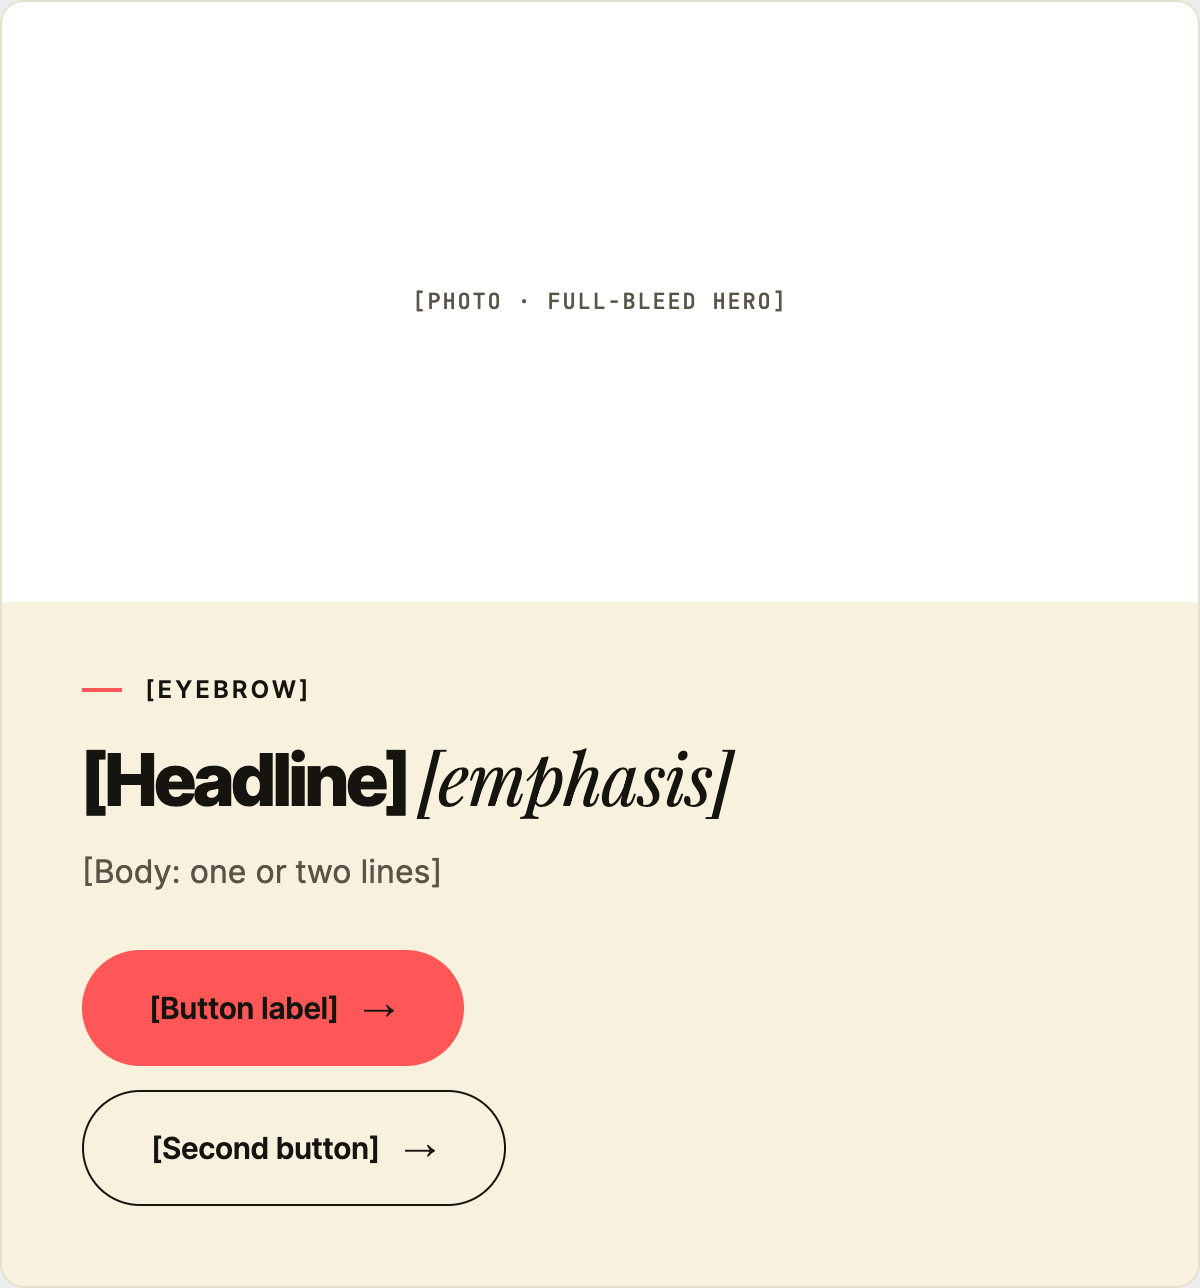 [PHOTO · FULL-BLEED HERO]
[EYEBROW]
[Headline] [emphasis]
[Body: one or two lines]
[Button label] →
[Second button] →